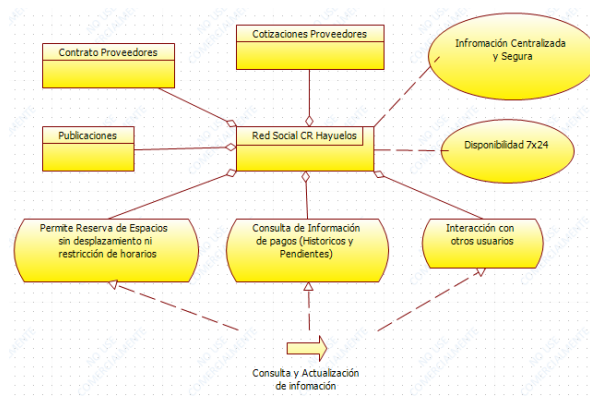 Contrato Proveedores
Cotizaciones Proveedores
Infromación Centralizada
y Segura
Publicaciones
Red Social CR Hayuelos
Disponibilidad 7x24
Permite Reserva de Espacios
sin desplazamiento ni
restricción de horarios
Consulta de Información
de pagos (Historicos y
Pendientes)
Interacción con
otros usuarios
Consulta y Actualización
de infomación